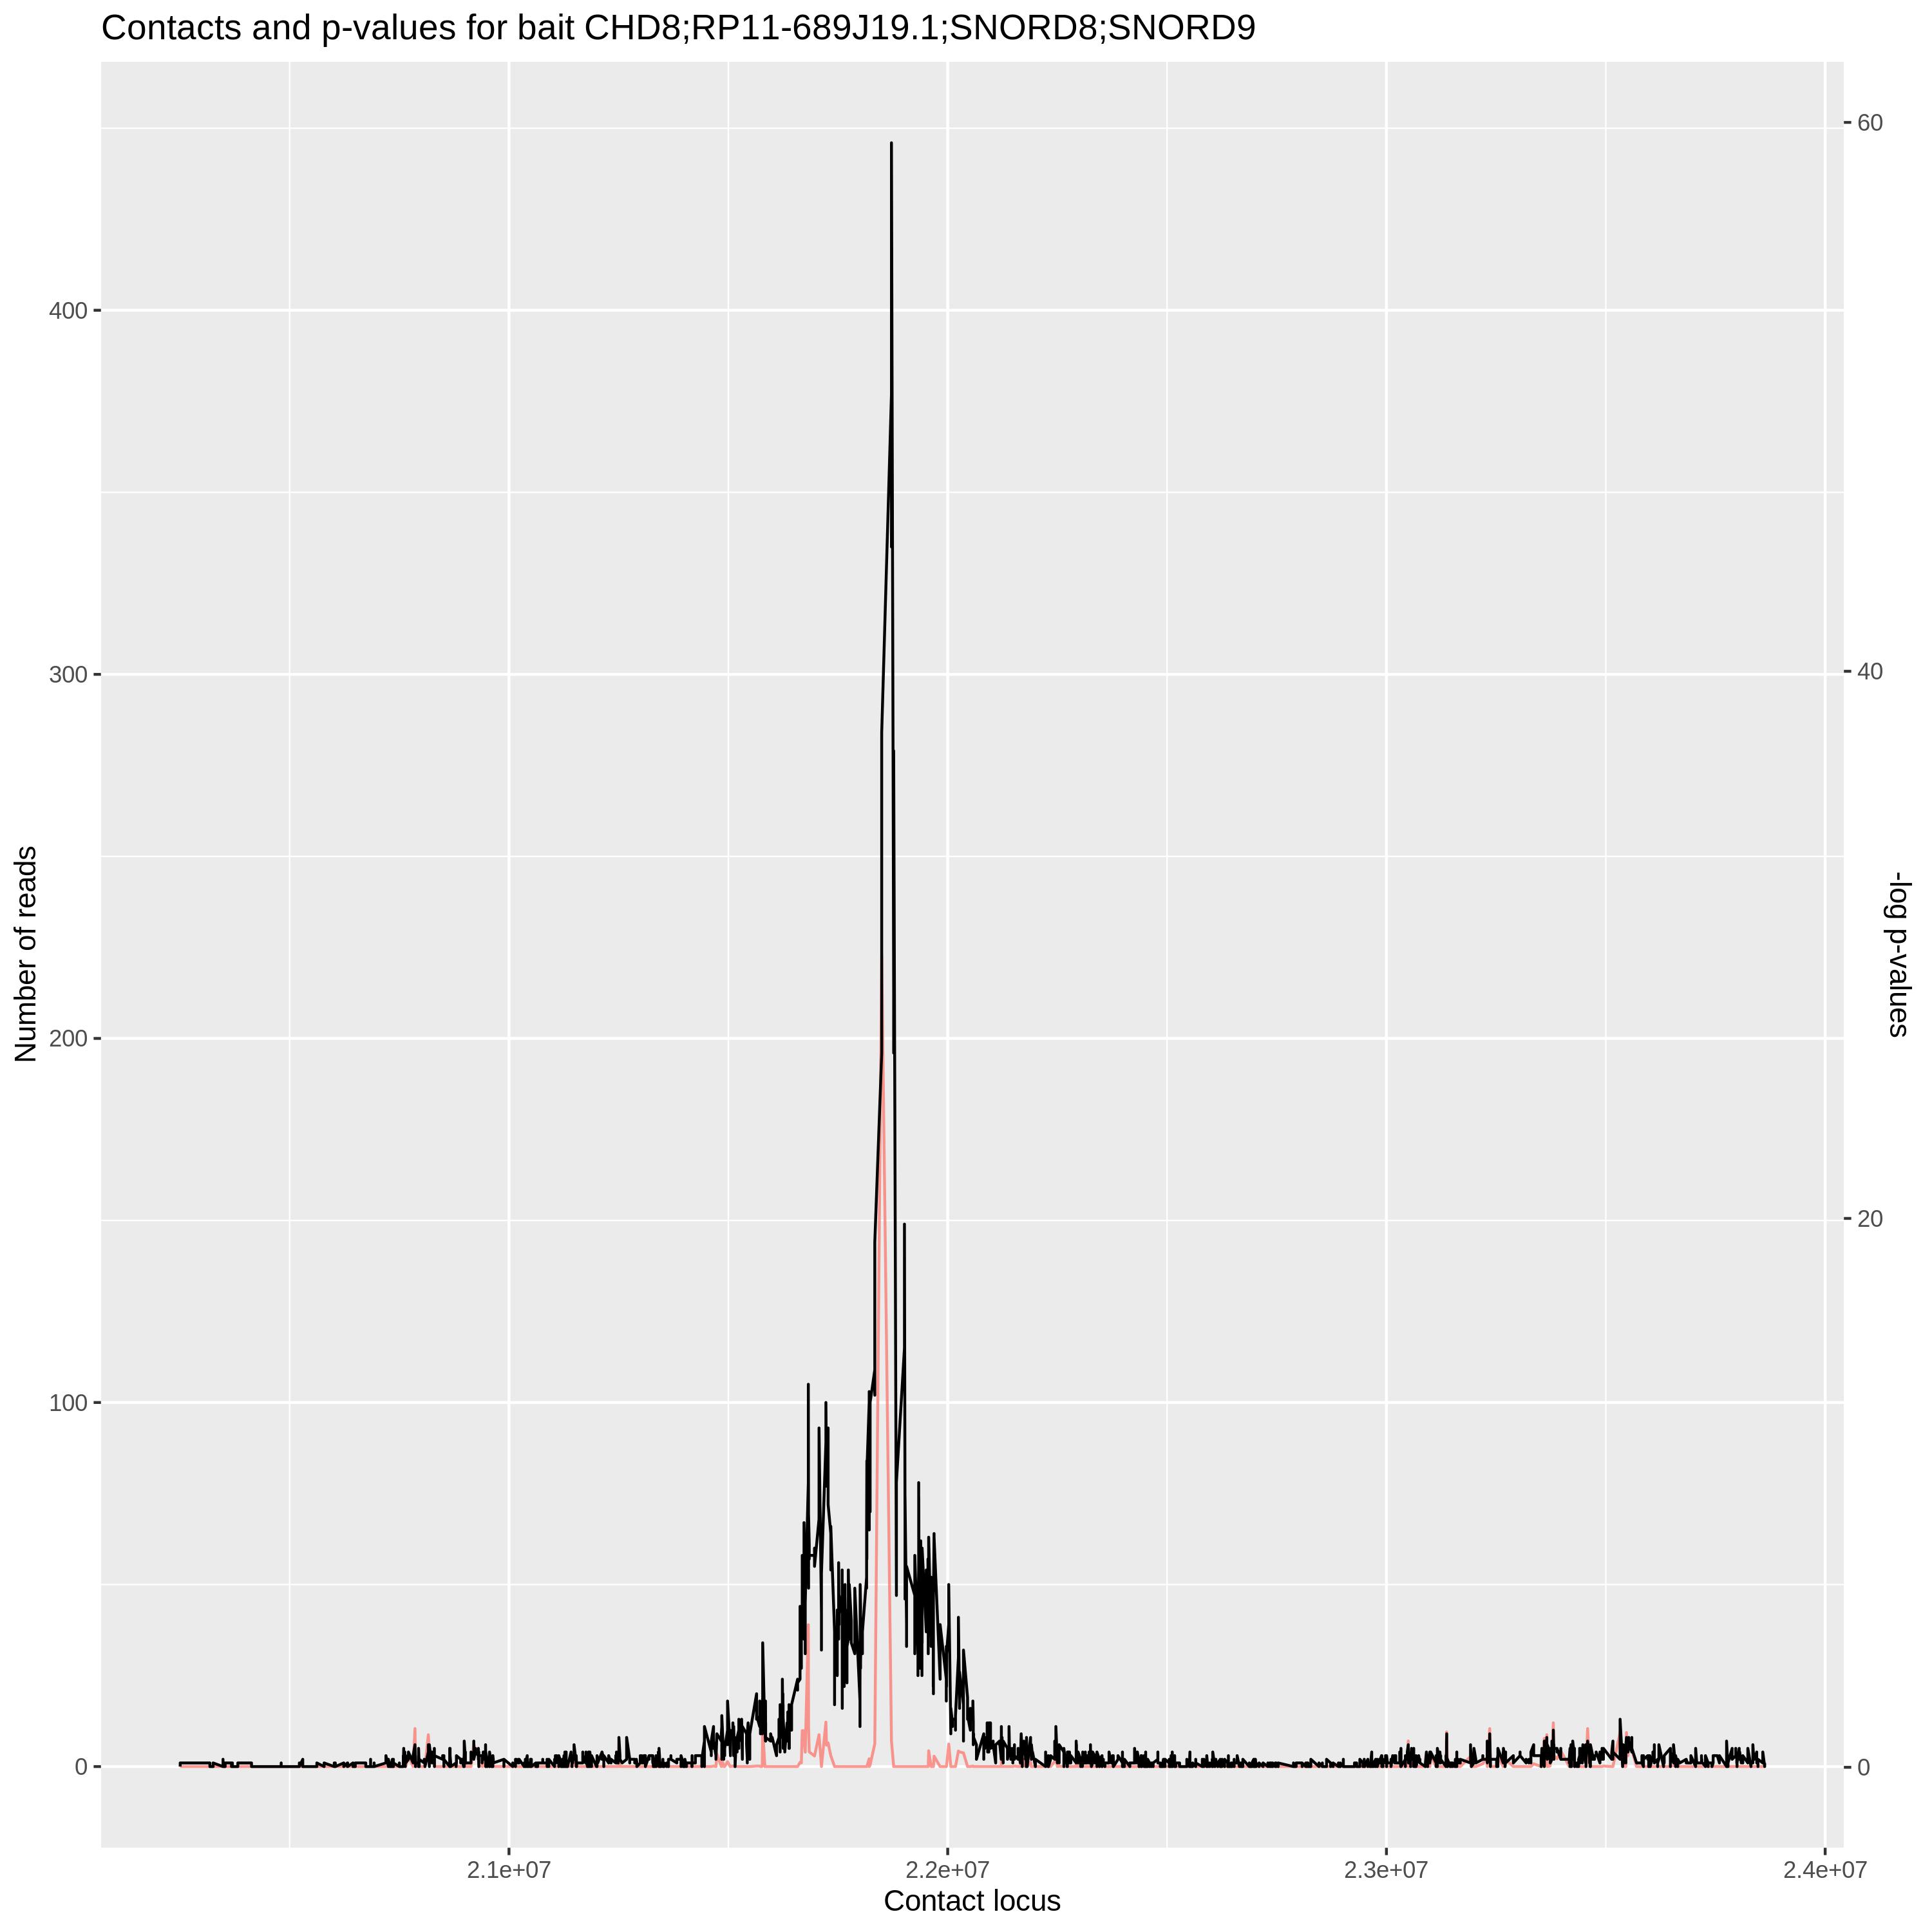 Contacts and p-values for bait CHD8;RP11-689J19.1;SNORD8;SNORD9
Number of reads
400
300
200
100
0
60
40
20
0
-log p-values
2.1e+07
2.2e+07
2.3e+07
2.4e+07
Contact locus